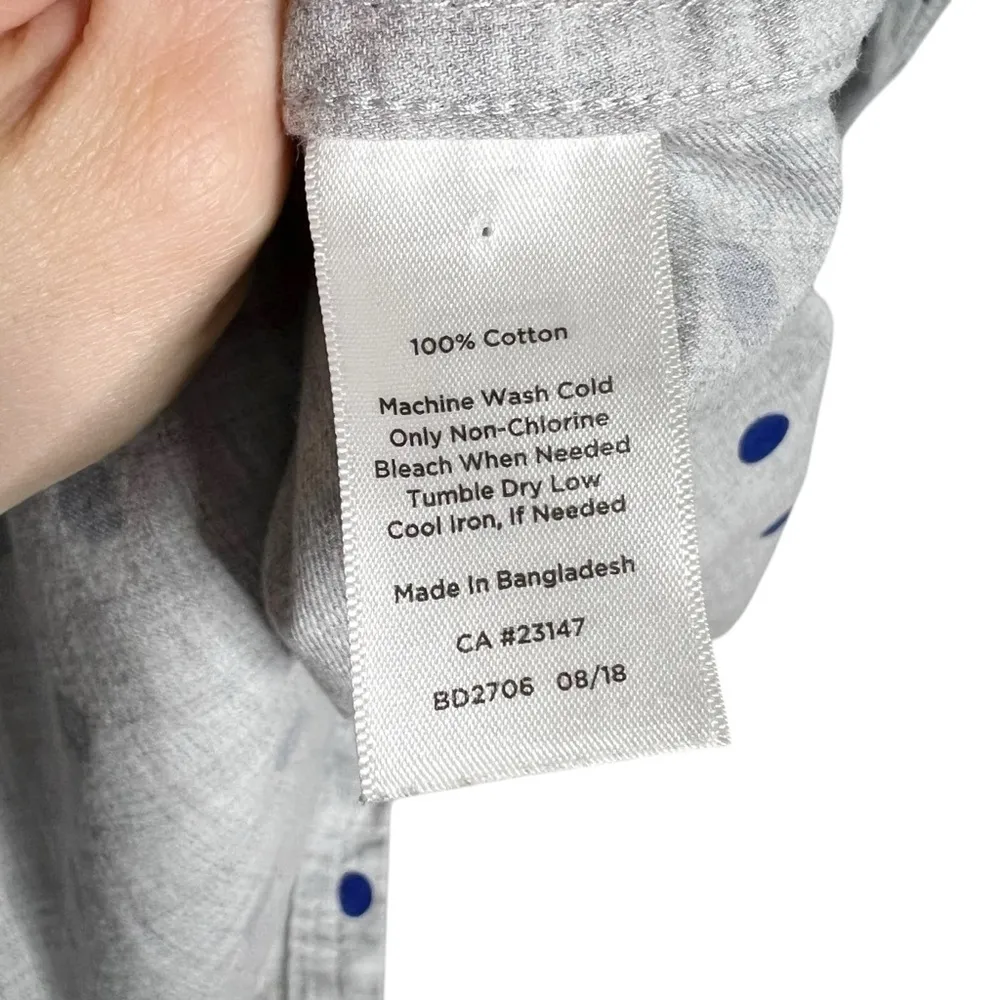 100% Cotton
Machine Wash Cold
Only Non-Chlorine
Bleach When Needed
Tumble Dry Low
Cool Iron, If Needed
Made In Bangladesh
CA #23147
BD2706 08/18